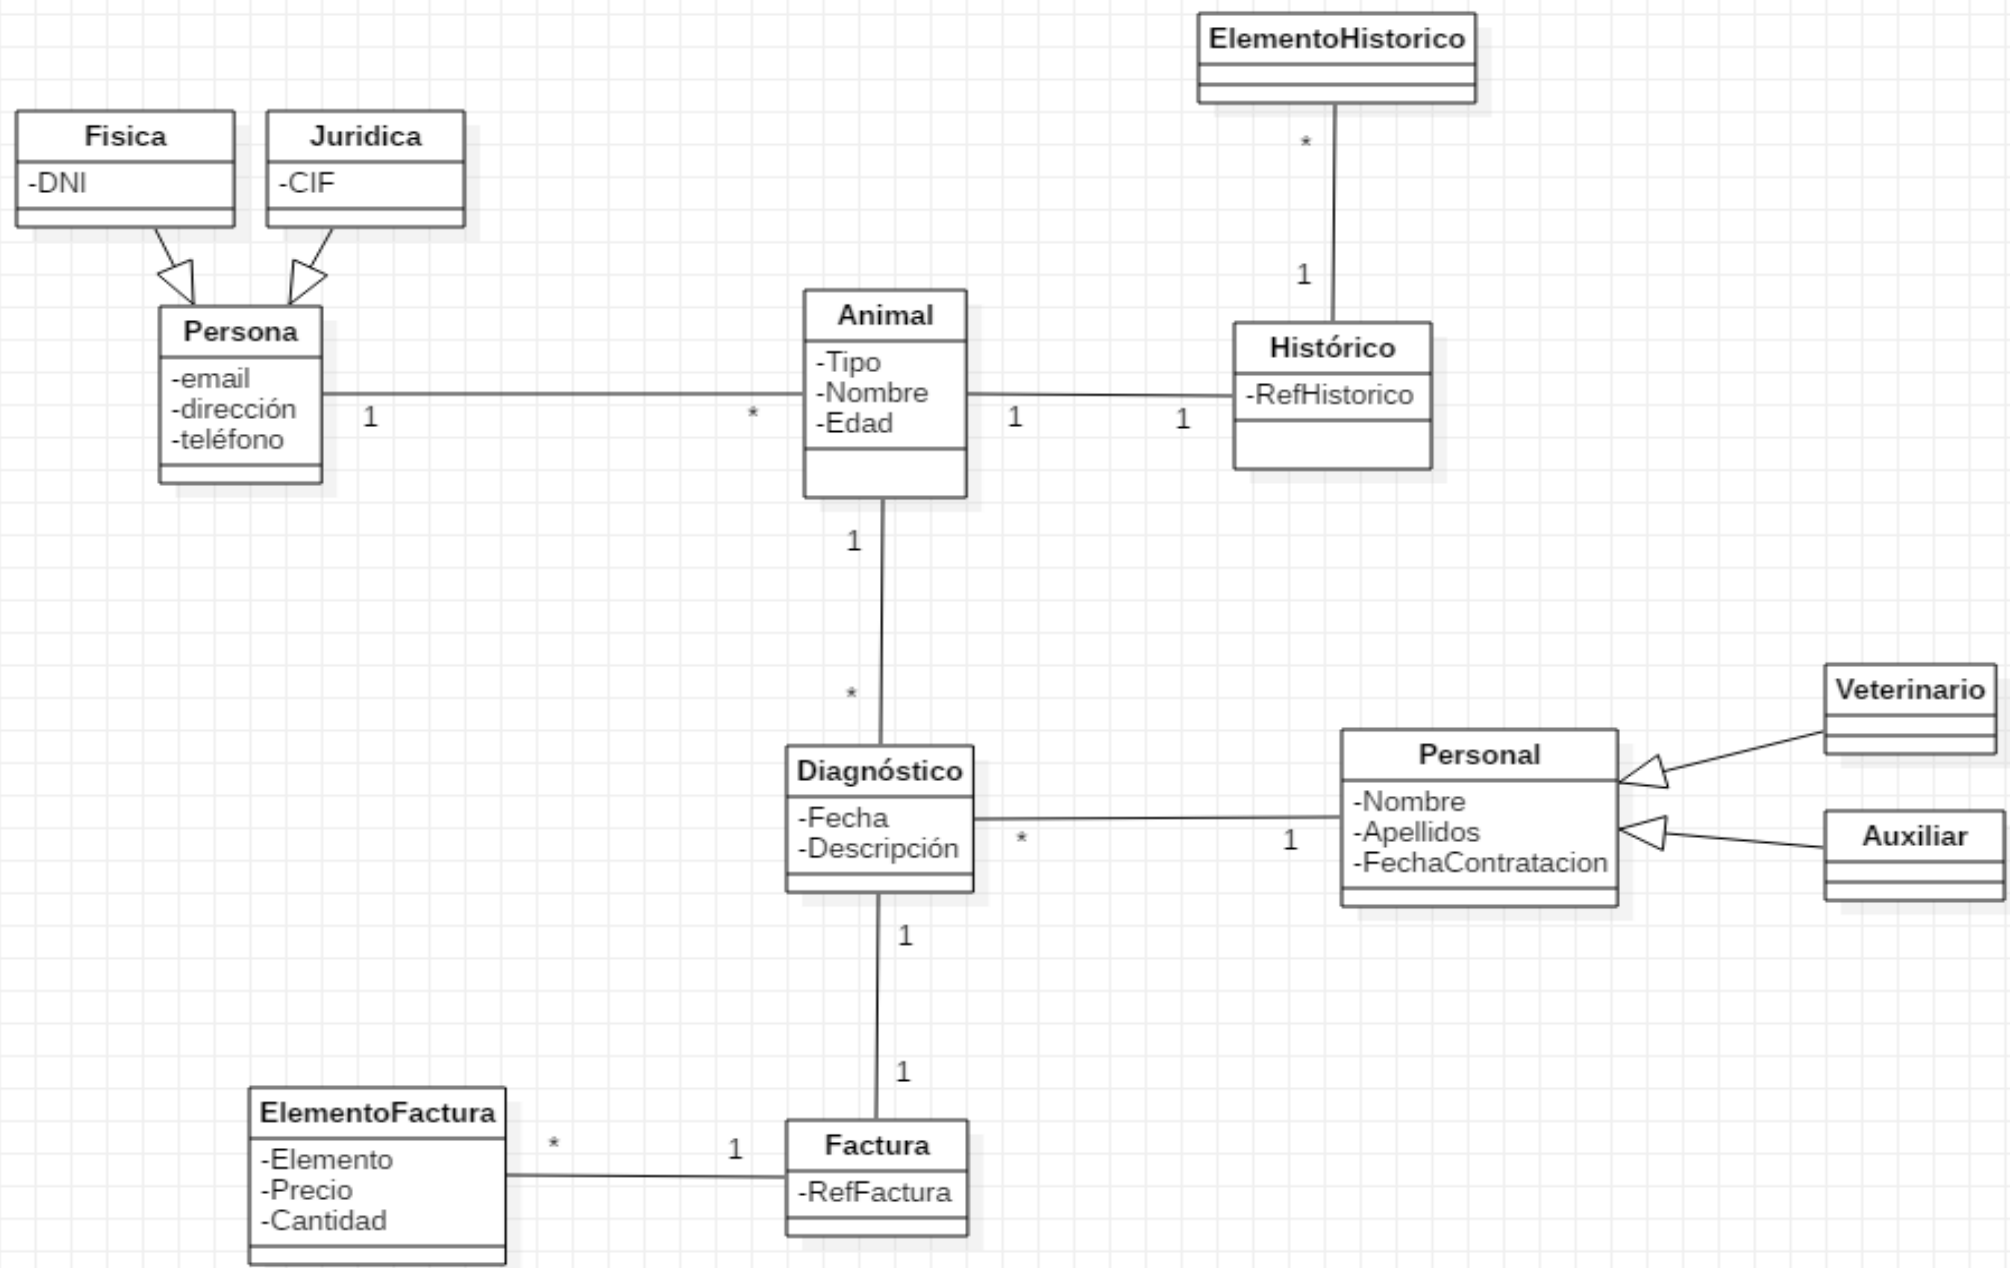 ElementoHistorico
*
1
Fisica
-DNI
Juridica
-CIF
Persona
-email
-dirección
-teléfono
1
*
Animal
-Tipo
-Nombre
-Edad
1
1
Histórico
-RefHistorico
1
*
Diagnóstico
-Fecha
-Descripción
*
1
Personal
-Nombre
-Apellidos
-FechaContratacion
Veterinario
Auxiliar
1
1
ElementoFactura
-Elemento
-Precio
-Cantidad
*
1
Factura
-RefFactura